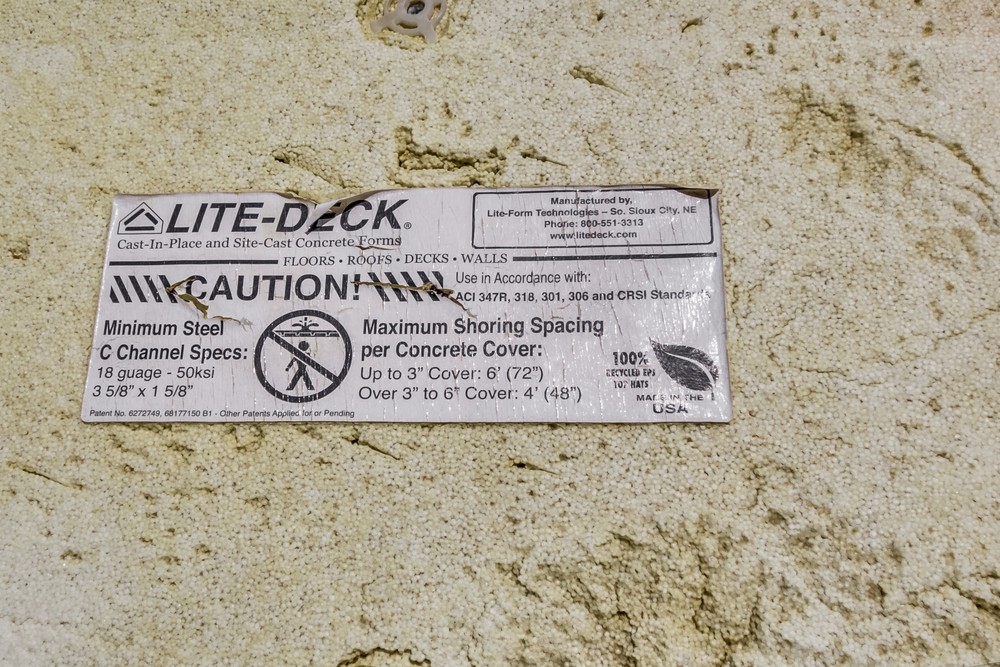 LITE-DECK®
Cast-In-Place and Site-Cast Concrete Forms
Manufactured by,
Lite-Form Technologies – So. Sioux City, NE
Phone: 800-551-3313
www.litedeck.com
FLOORS • ROOFS • DECKS • WALLS
CAUTION!
Use in Accordance with:
ACI 347R, 318, 301, 306 and CRSI Standards
Minimum Steel
C Channel Specs:
18 guage - 50ksi
3 5/8" x 1 5/8"
Maximum Shoring Spacing
per Concrete Cover:
Up to 3" Cover: 6' (72")
Over 3" to 6" Cover: 4' (48")
100%
RECYCLED EPS
MADE IN THE
USA
Patent No. 6272749, 68177150 B1 - Other Patents Applied for or Pending